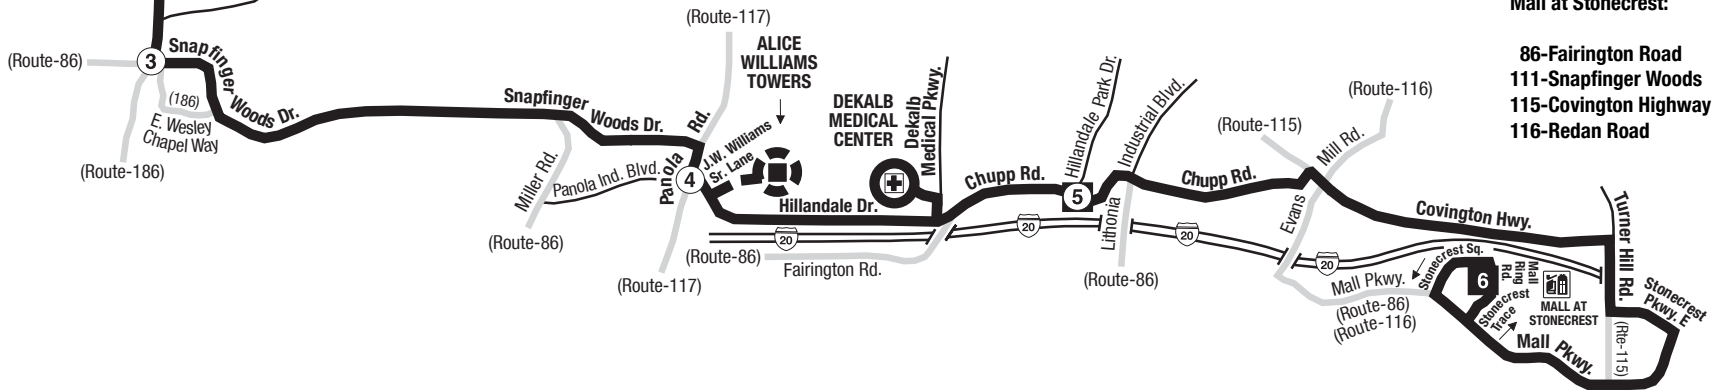 Mall at Stonecrest:
86-Fairington Road
111-Snapfinger Woods
115-Covington Highway
116-Redan Road
(Route-86)
3
Snapfinger
Woods Dr.
(186)
E. Wesley
Chapel Way
(Route-186)
Snapfinger
Woods Dr.
Miller Rd.
(Route-86)
Panola Ind. Blvd.
(Route-117)
Panola
Rd.
4
(Route-117)
J.W. Williams
Sr. Lane
ALICE
WILLIAMS
TOWERS
Hillandale Dr.
DEKALB
MEDICAL
CENTER
Dekalb
Medical Pkwy.
20
(Route-86)
Fairington Rd.
Chupp Rd.
5
Hillandale Park Dr.
Industrial Blvd.
20
Lithonia
(Route-86)
Chupp Rd.
20
(Route-115)
(Route-116)
Mill Rd.
Evans
20
Covington Hwy.
Mall Pkwy.
(Route-86)
(Route-116)
Stonecrest Sq.
6
Mall
Ring
Rd.
Stonecrest
Trace
MALL AT
STONECREST
Mall Pkwy.
Turner Hill Rd.
Stonecrest
Pkwy. E
(Rte-115)